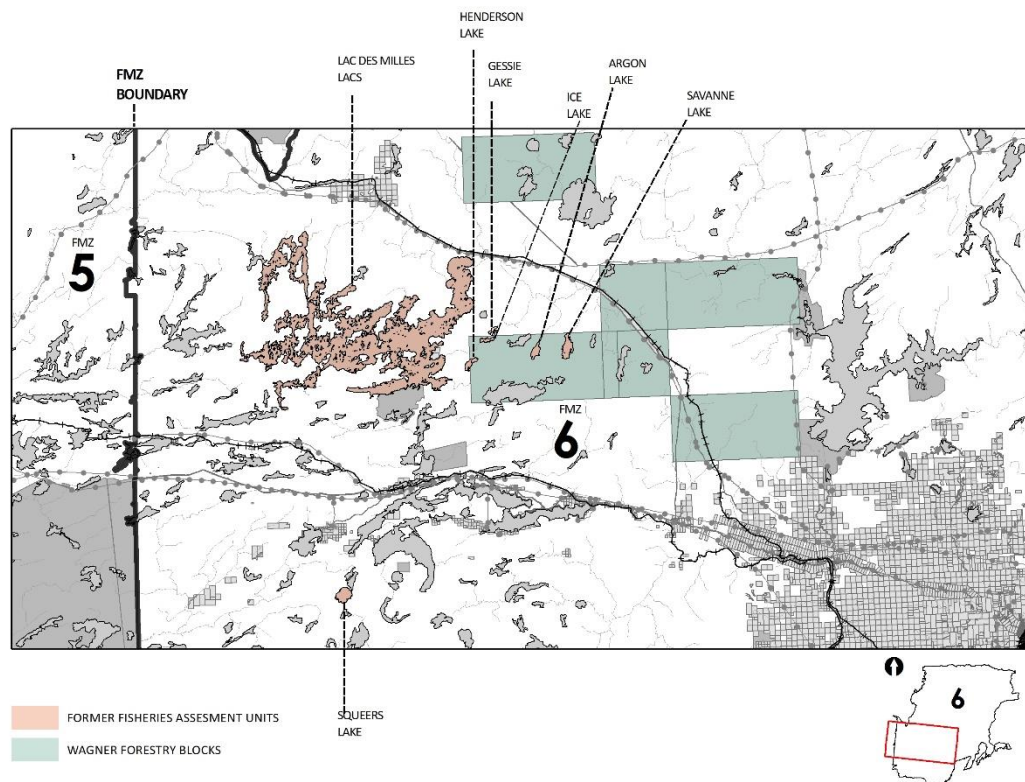 HENDERSON
LAKE
LAC DES MILLES
LACS
GESSIE
LAKE
ARGON
LAKE
FMZ
BOUNDARY
ICE
LAKE
SAVANNE
LAKE
FMZ
5
FMZ
6
SQUEERS
LAKE
FORMER FISHERIES ASSESMENT UNITS
WAGNER FORESTRY BLOCKS
6